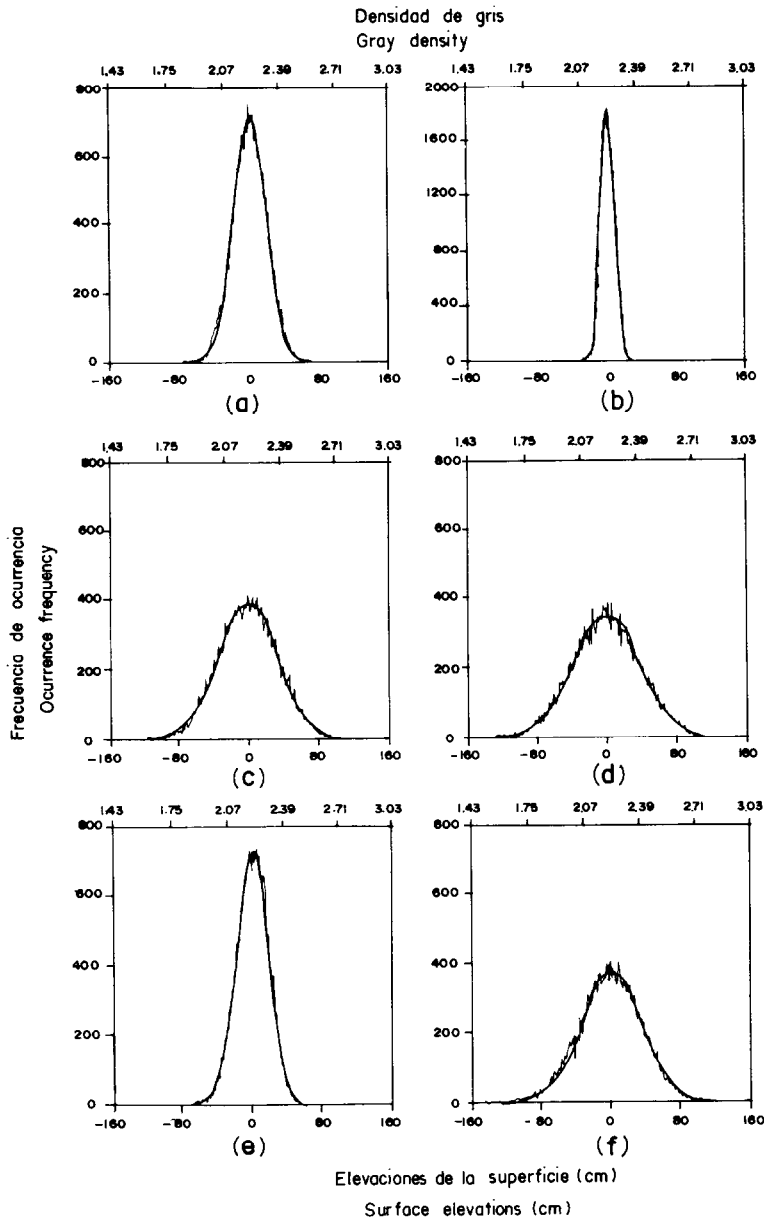 Densidad de gris
Gray density
1.43 1.75 2.07 2.39 2.71 3.03
800
600
400
200
0
-160 -80 0 80 160
(a)
1.43 1.75 2.07 2.39 2.71 3.03
2000
1800
1200
800
400
0
-160 -80 0 80 160
(b)
Frecuencia de ocurrencia
Ocurrence frequency
1.43 1.75 2.07 2.39 2.71 3.03
800
600
400
200
0
-160 -80 0 80 160
(c)
1.43 1.75 2.07 2.39 2.71 3.03
800
600
400
200
0
-160 -80 0 80 160
(d)
1.43 1.75 2.07 2.39 2.71 3.03
800
600
400
200
0
-160 -80 0 80 160
(e)
1.43 1.75 2.07 2.39 2.71 3.03
800
600
400
200
0
-160 -80 0 80 160
(f)
Elevaciones de la superficie (cm)
Surface elevations (cm)